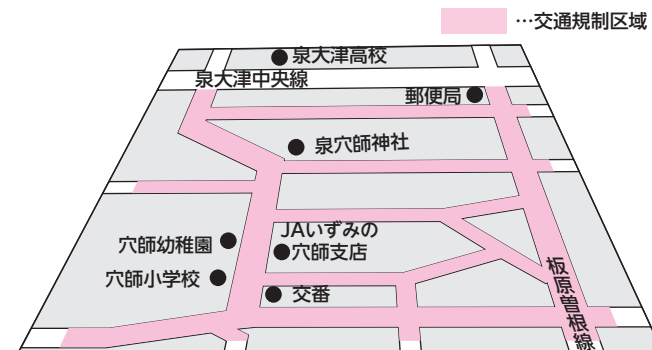 …交通規制区域
泉大津高校
泉大津中央線
郵便局
泉穴師神社
JAいずみの
穴師支店
穴師幼稚園
穴師小学校
交番
板原曽根線